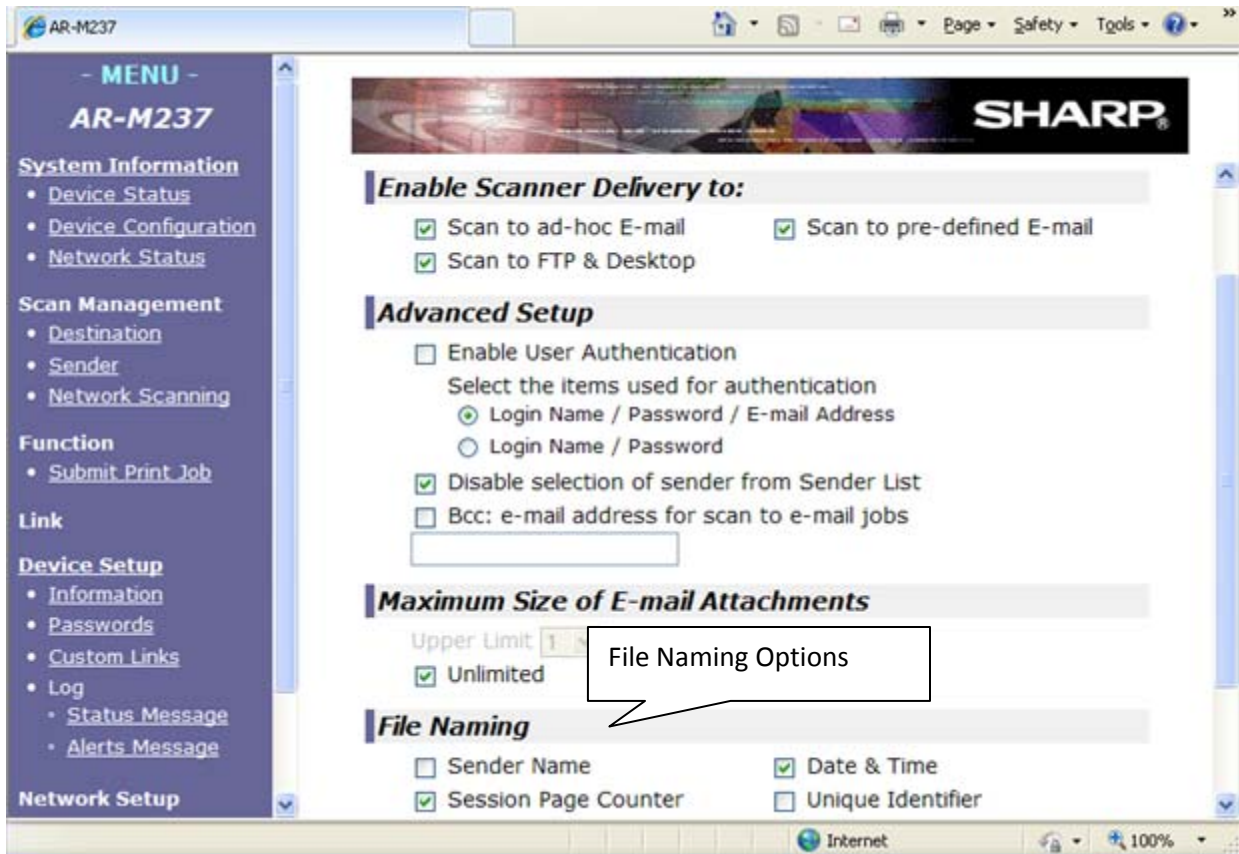 AR-M237
Page
Safety
Tools
- MENU -
AR-M237
System Information
• Device Status
• Device Configuration
• Network Status
Scan Management
• Destination
• Sender
• Network Scanning
Function
• Submit Print Job
Link
Device Setup
• Information
• Passwords
• Custom Links
• Log
• Status Message
• Alerts Message
Network Setup
SHARP®
Enable Scanner Delivery to:
Scan to ad-hoc E-mail
Scan to pre-defined E-mail
Scan to FTP & Desktop
Advanced Setup
Enable User Authentication
Select the items used for authentication
Login Name / Password / E-mail Address
Login Name / Password
Disable selection of sender from Sender List
Bcc: e-mail address for scan to e-mail jobs
Maximum Size of E-mail Attachments
Upper Limit 1
Unlimited
File Naming Options
File Naming
Sender Name
Date & Time
Session Page Counter
Unique Identifier
Internet
100%